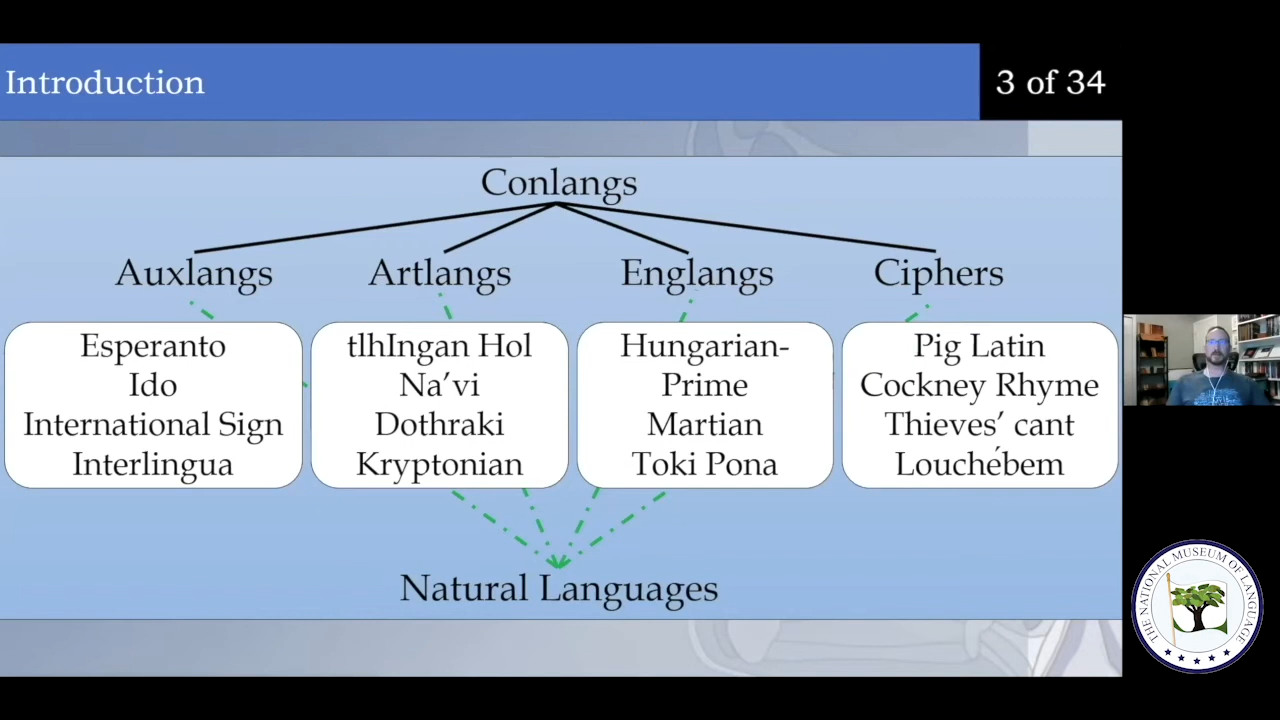 Introduction
3 of 34
Conlangs
Auxlangs
Artlangs
Englangs
Ciphers
Esperanto
Ido
International Sign
Interlingua
tlhIngan Hol
Na’vi
Dothraki
Kryptonian
Hungarian-
Prime
Martian
Toki Pona
Pig Latin
Cockney Rhyme
Thieves’ cant
Louchébem
Natural Languages
THE NATIONAL MUSEUM OF LANGUAGE